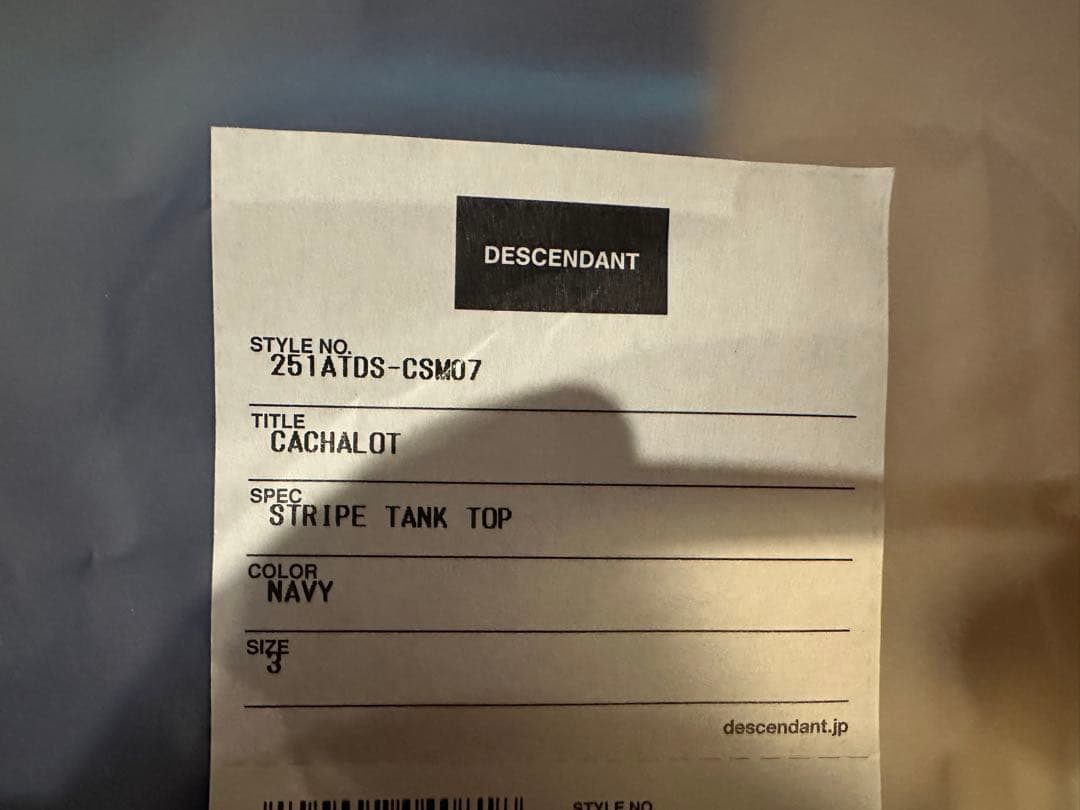 DESCENDANT
STYLE NO.
251ATDS-CSM07
TITLE
CACHALOT
SPEC
STRIPE TANK TOP
COLOR
NAVY
SIZE
3
descendant.jp
STYLE NO.